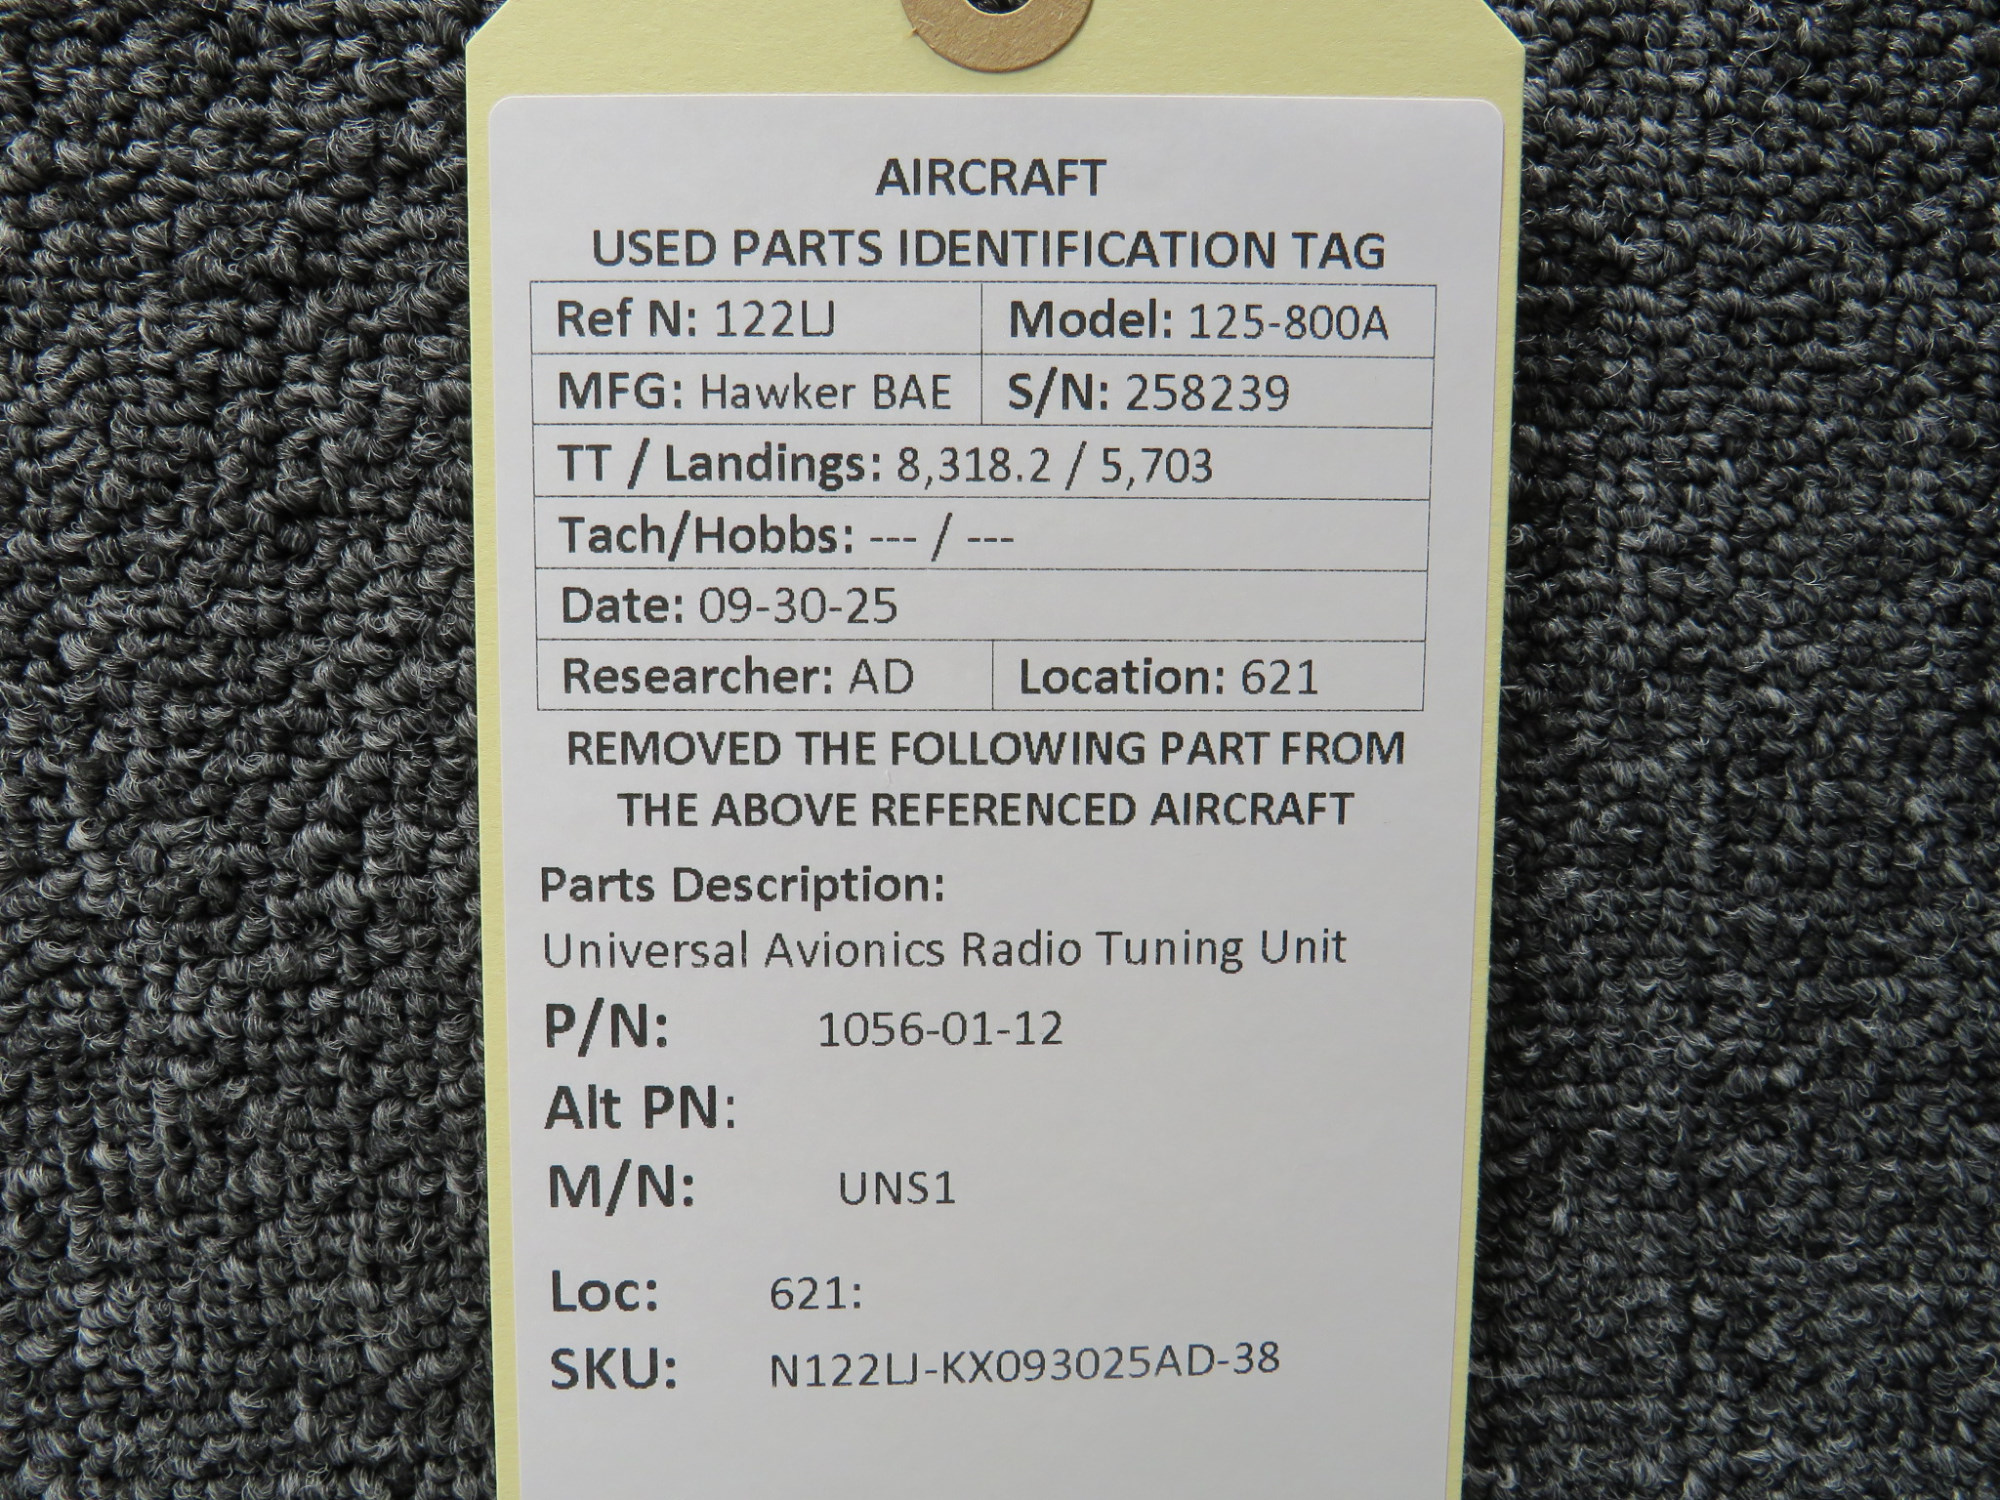 AIRCRAFT
USED PARTS IDENTIFICATION TAG
Ref N: 122LJ Model: 125-800A
MFG: Hawker BAE S/N: 258239
TT / Landings: 8,318.2 / 5,703
Tach/Hobbs: --- / ---
Date: 09-30-25
Researcher: AD Location: 621
REMOVED THE FOLLOWING PART FROM
THE ABOVE REFERENCED AIRCRAFT
Parts Description:
Universal Avionics Radio Tuning Unit
P/N: 1056-01-12
Alt PN:
M/N: UNS1
Loc: 621:
SKU: N122LJ-KX093025AD-38